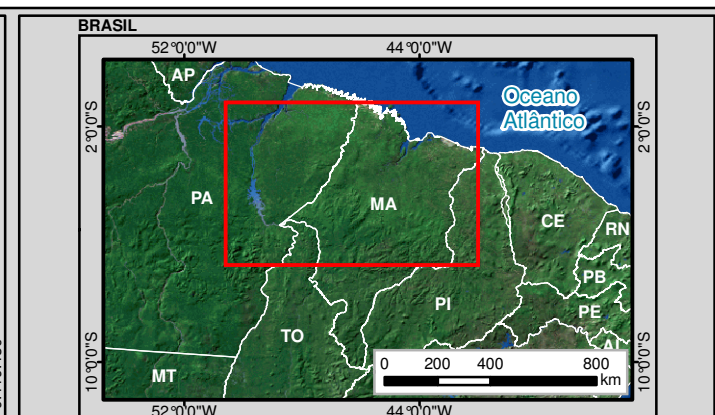 BRASIL
52°0'0"W
44°0'0"W
AP
Oceano
Atlântico
2°0'0"S
2°0'0"S
PA
MA
CE
RN
PB
PI
PE
TO
AL
MT
0 200 400 800
km
10°0'0"S
10°0'0"S
52°0'0"W
44°0'0"W